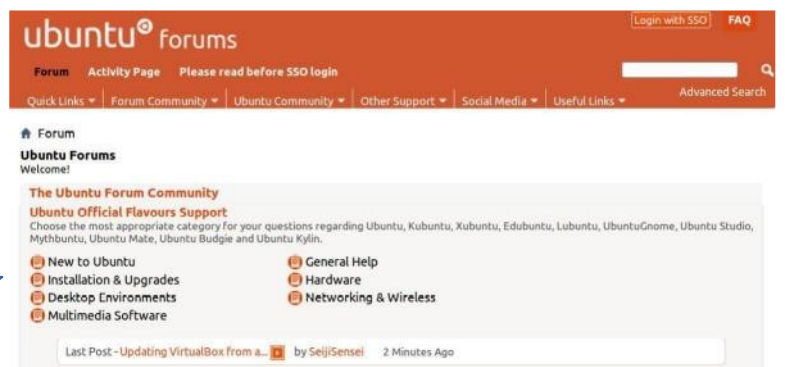 ubuntu® forums
Login with SSO FAQ
Forum Activity Page Please read before SSO login
Quick Links Forum Community Ubuntu Community Other Support Social Media Useful Links Advanced Search
Forum
Ubuntu Forums
Welcome!
The Ubuntu Forum Community
Ubuntu Official Flavours Support
Choose the most appropriate category for your questions regarding Ubuntu, Kubuntu, Xubuntu, Edubuntu, Lubuntu, UbuntuGnome, Ubuntu Studio,
Mythbuntu, Ubuntu Mate, Ubuntu Budgie and Ubuntu Kylin.
New to Ubuntu
Installation & Upgrades
Desktop Environments
Multimedia Software
General Help
Hardware
Networking & Wireless
Last Post - Updating VirtualBox from a... by SeijiSensei 2 Minutes Ago